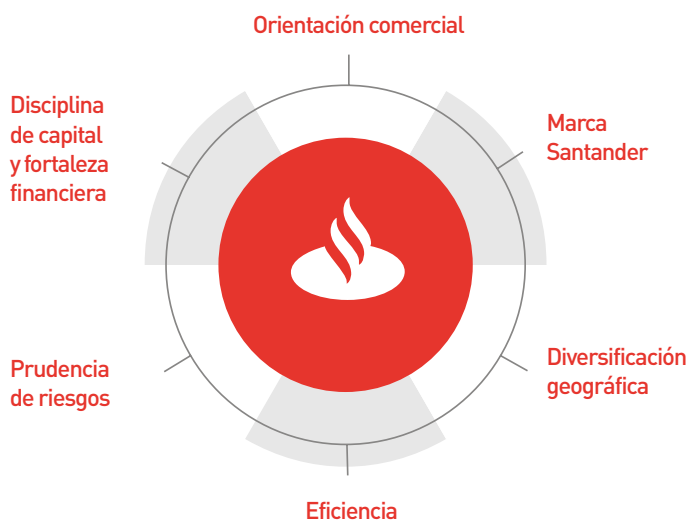 Orientación comercial
Disciplina
de capital
y fortaleza
financiera
Marca
Santander
Prudencia
de riesgos
Diversificación
geográfica
Eficiencia